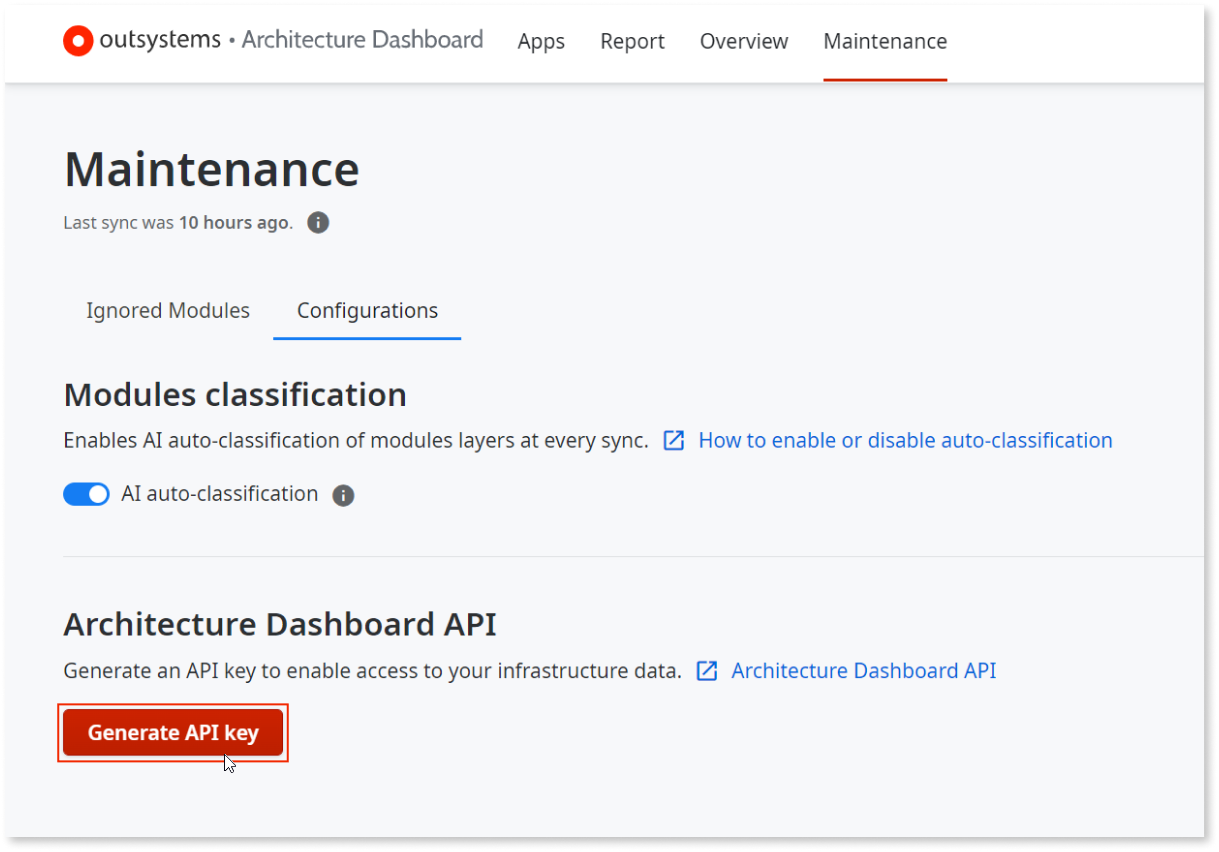 outsystems • Architecture Dashboard Apps Report Overview Maintenance
Maintenance
Last sync was 10 hours ago.
Ignored Modules Configurations
Modules classification
Enables AI auto-classification of modules layers at every sync. How to enable or disable auto-classification
AI auto-classification
Architecture Dashboard API
Generate an API key to enable access to your infrastructure data. Architecture Dashboard API
Generate API key